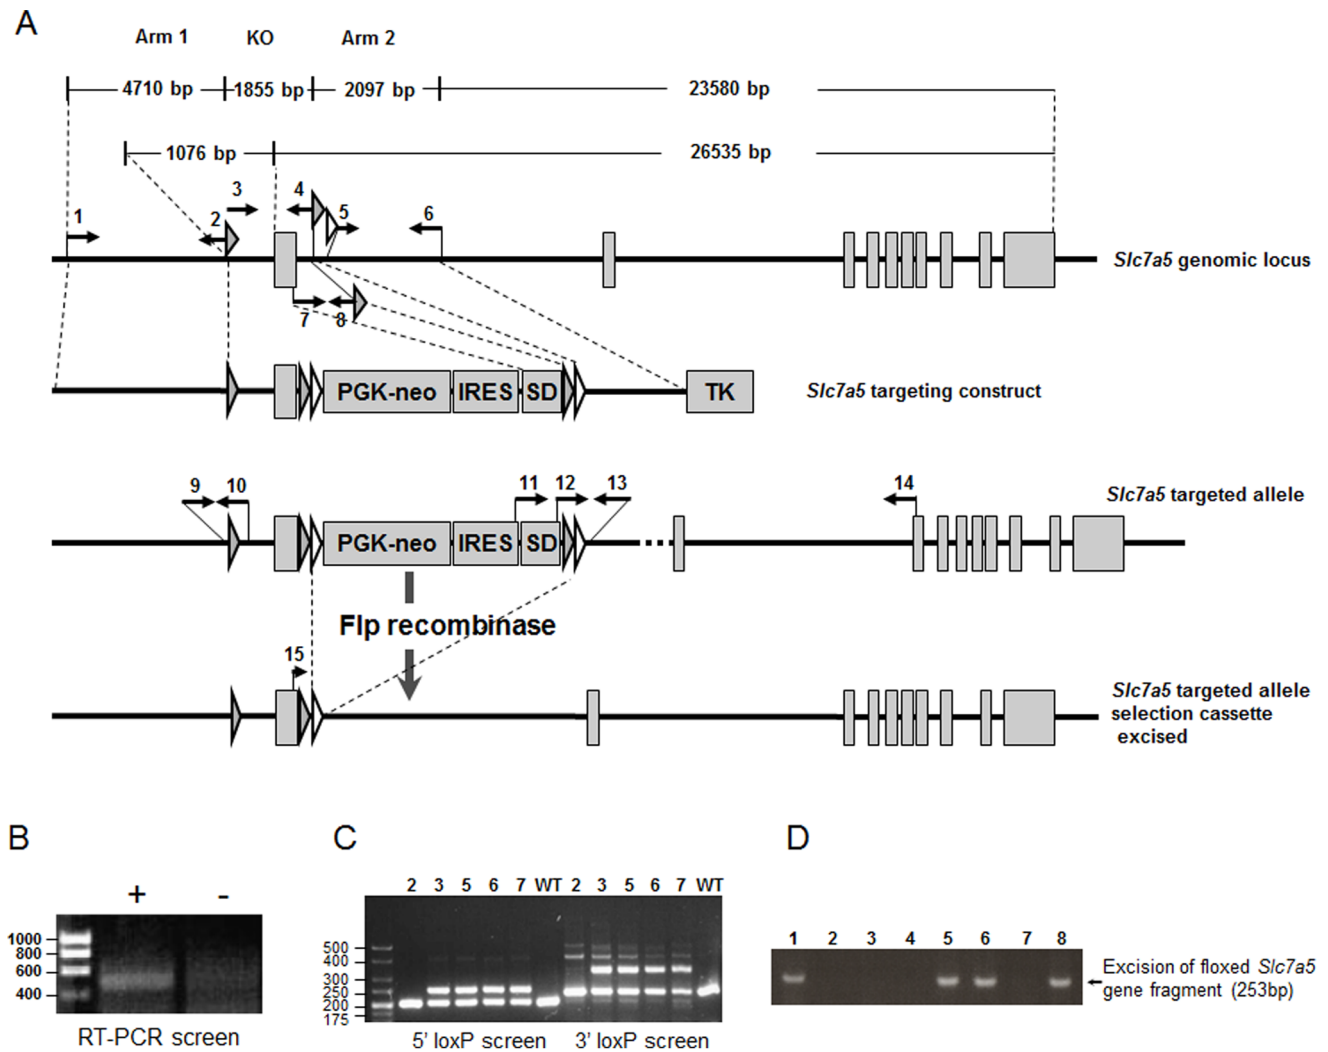 A
Arm 1 KO Arm 2
4710 bp 1855 bp 2097 bp 23580 bp
1076 bp 26535 bp
3 4
1 2 5 6
Slc7a5 genomic locus
7 8
PGK-neo IRES SD TK Slc7a5 targeting construct
9 10 11 12 13 14 Slc7a5 targeted allele
PGK-neo IRES SD
Flp recombinase
15
Slc7a5 targeted allele
selection cassette
excised
B
+ -
1000
800
600
400
RT-PCR screen
C
2 3 5 6 7 WT 2 3 5 6 7 WT
500
400
300
250
200
175
5' loxP screen 3' loxP screen
D
1 2 3 4 5 6 7 8
Excision of floxed Slc7a5
gene fragment (253bp)